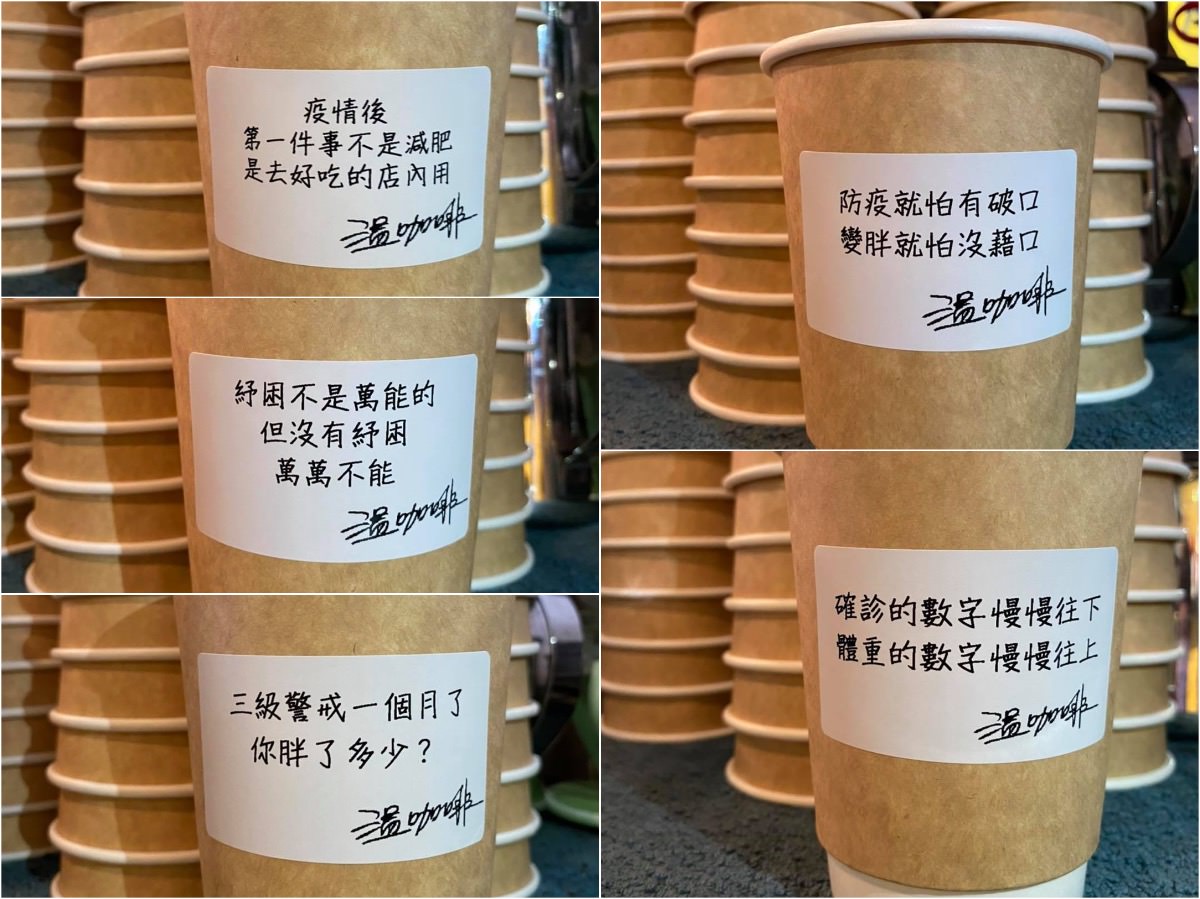 疫情後
第一件事不是減肥
是去好吃的店內用
溫咖啡
紓困不是萬能的
但沒有紓困
萬萬不能
溫咖啡
三級警戒一個月了
你胖了多少？
溫咖啡
防疫就怕有破口
變胖就怕沒藉口
溫咖啡
確診的數字慢慢往下
體重的數字慢慢往上
溫咖啡